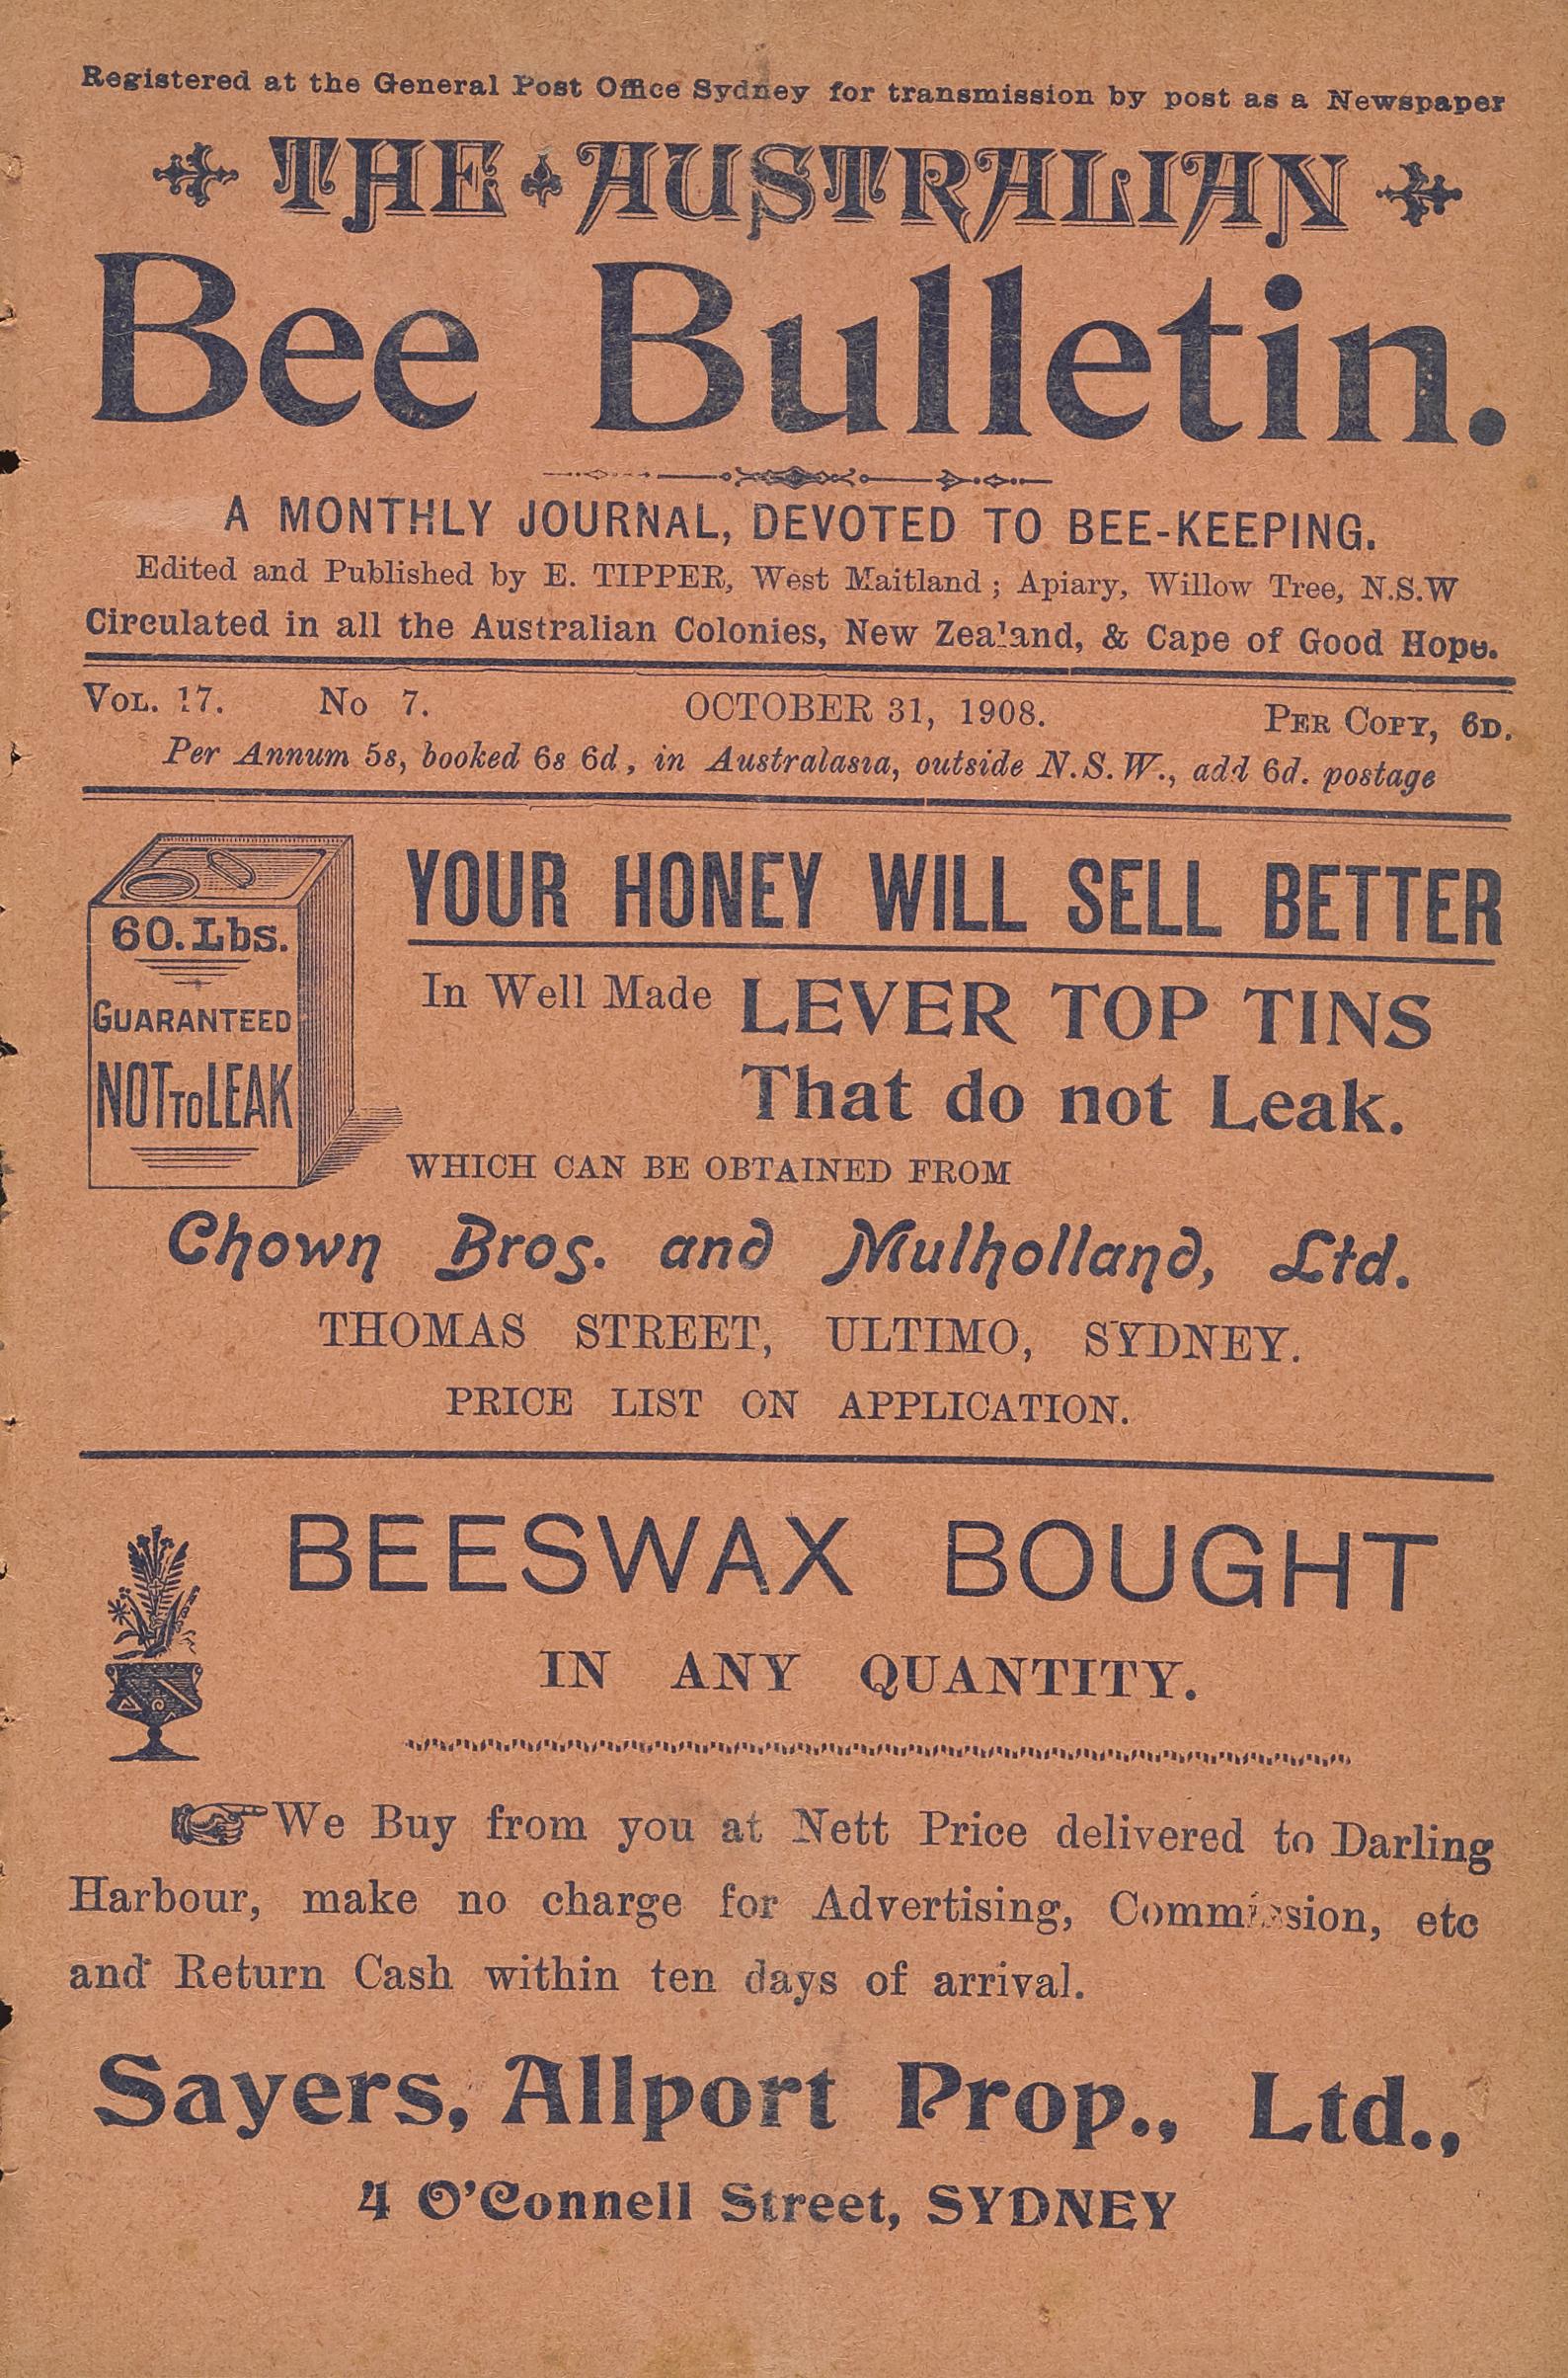 Registered at the General Post Office Sydney for transmission by post as a Newspaper
THE AUSTRALIAN
Bee Bulletin.
A MONTHLY JOURNAL, DEVOTED TO BEE-KEEPING.
Edited and Published by E. TIPPER, West Maitland ; Apiary, Willow Tree, N.S.W
Circulated in all the Australian Colonies, New Zealand, & Cape of Good Hope.
VOL. 17. No 7. OCTOBER 31, 1908. PER COPY, 6D.
Per Annum 5s, booked 6s 6d, in Australasia, outside N.S.W., add 6d. postage
60. Lbs.
GUARANTEED
NOT TO LEAK
YOUR HONEY WILL SELL BETTER
In Well Made LEVER TOP TINS
That do not Leak.
WHICH CAN BE OBTAINED FROM
Chown Bros. and Mulholland, Ltd.
THOMAS STREET, ULTIMO, SYDNEY.
PRICE LIST ON APPLICATION.
BEESWAX BOUGHT
IN ANY QUANTITY.
We Buy from you at Nett Price delivered to Darling
Harbour, make no charge for Advertising, Commission, etc
and Return Cash within ten days of arrival.
Sayers, Allport Prop., Ltd.,
4 O'Connell Street, SYDNEY